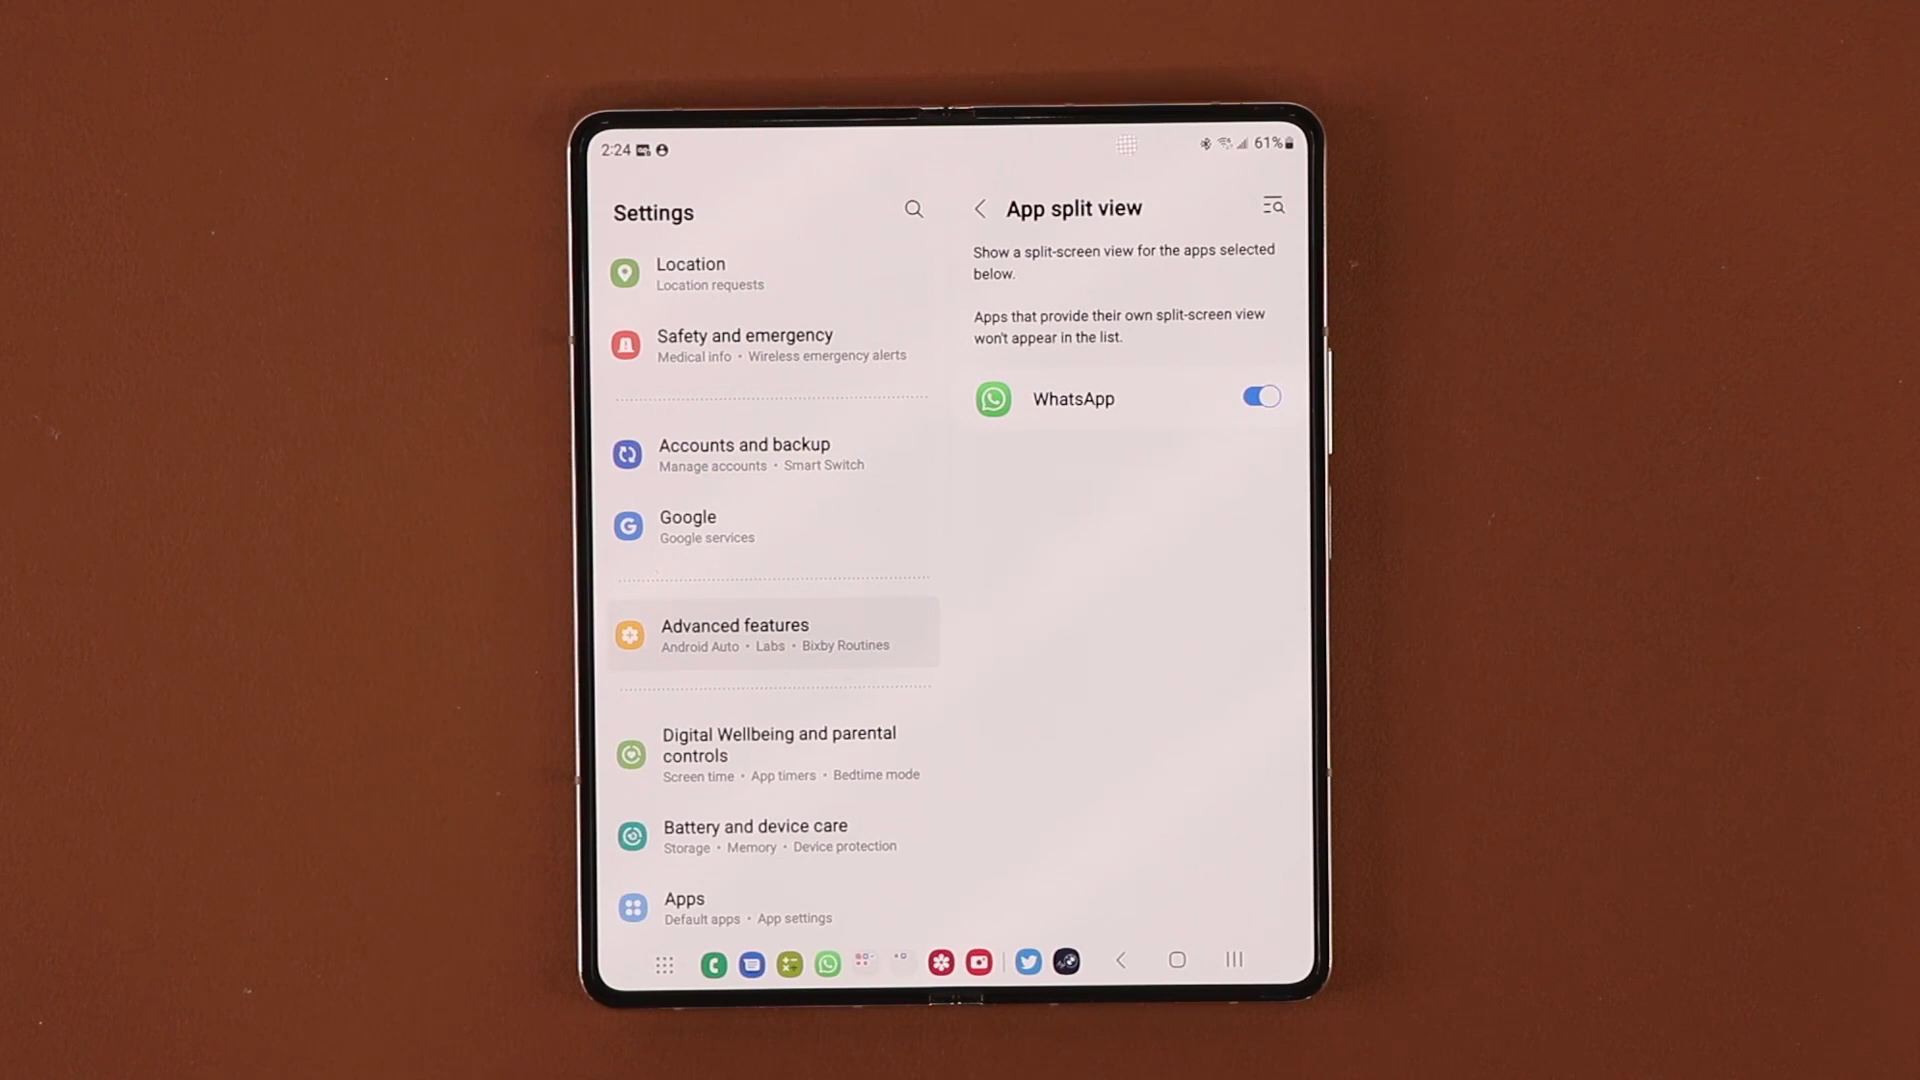 2:24
61%
Settings
Location
Location requests
Safety and emergency
Medical info • Wireless emergency alerts
Accounts and backup
Manage accounts • Smart Switch
Google
Google services
Advanced features
Android Auto • Labs • Bixby Routines
Digital Wellbeing and parental
controls
Screen time • App timers • Bedtime mode
Battery and device care
Storage • Memory • Device protection
Apps
Default apps • App settings
App split view
Show a split-screen view for the apps selected
below.
Apps that provide their own split-screen view
won't appear in the list.
WhatsApp